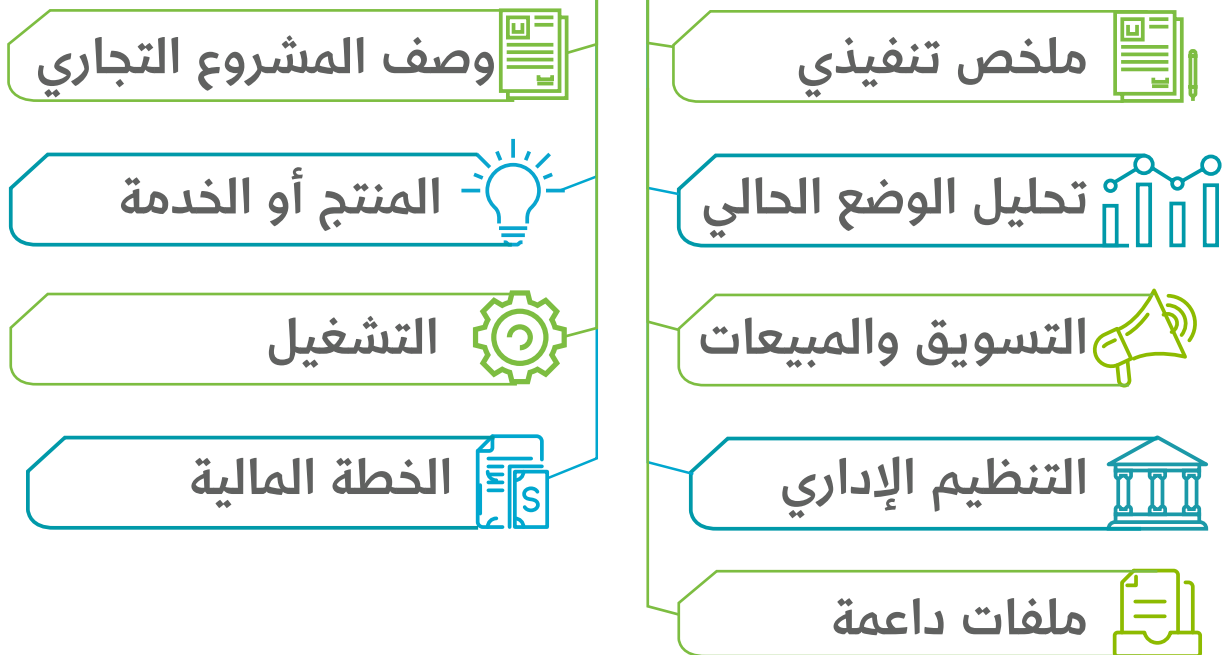 ملخص تنفيذي
وصف المشروع التجاري
تحليل الوضع الحالي
المنتج أو الخدمة
التسويق والمبيعات
التشغيل
التنظيم الإداري
الخطة المالية
S
ملفات داعمة